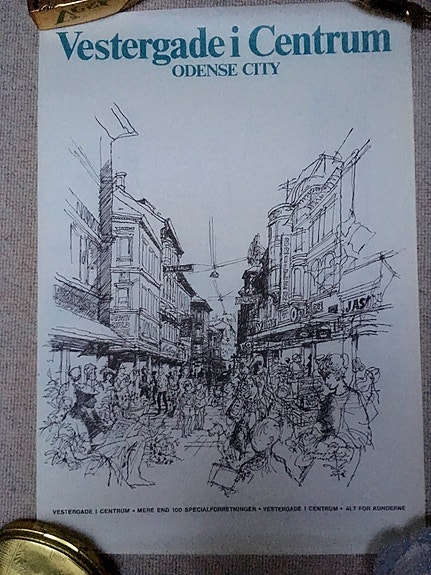 Vestergade i Centrum
ODENSE CITY
VESTERGADE I CENTRUM • MERE END 100 SPECIALFORRETNINGER • VESTERGADE I CENTRUM • ALT FOR KUNDERNE